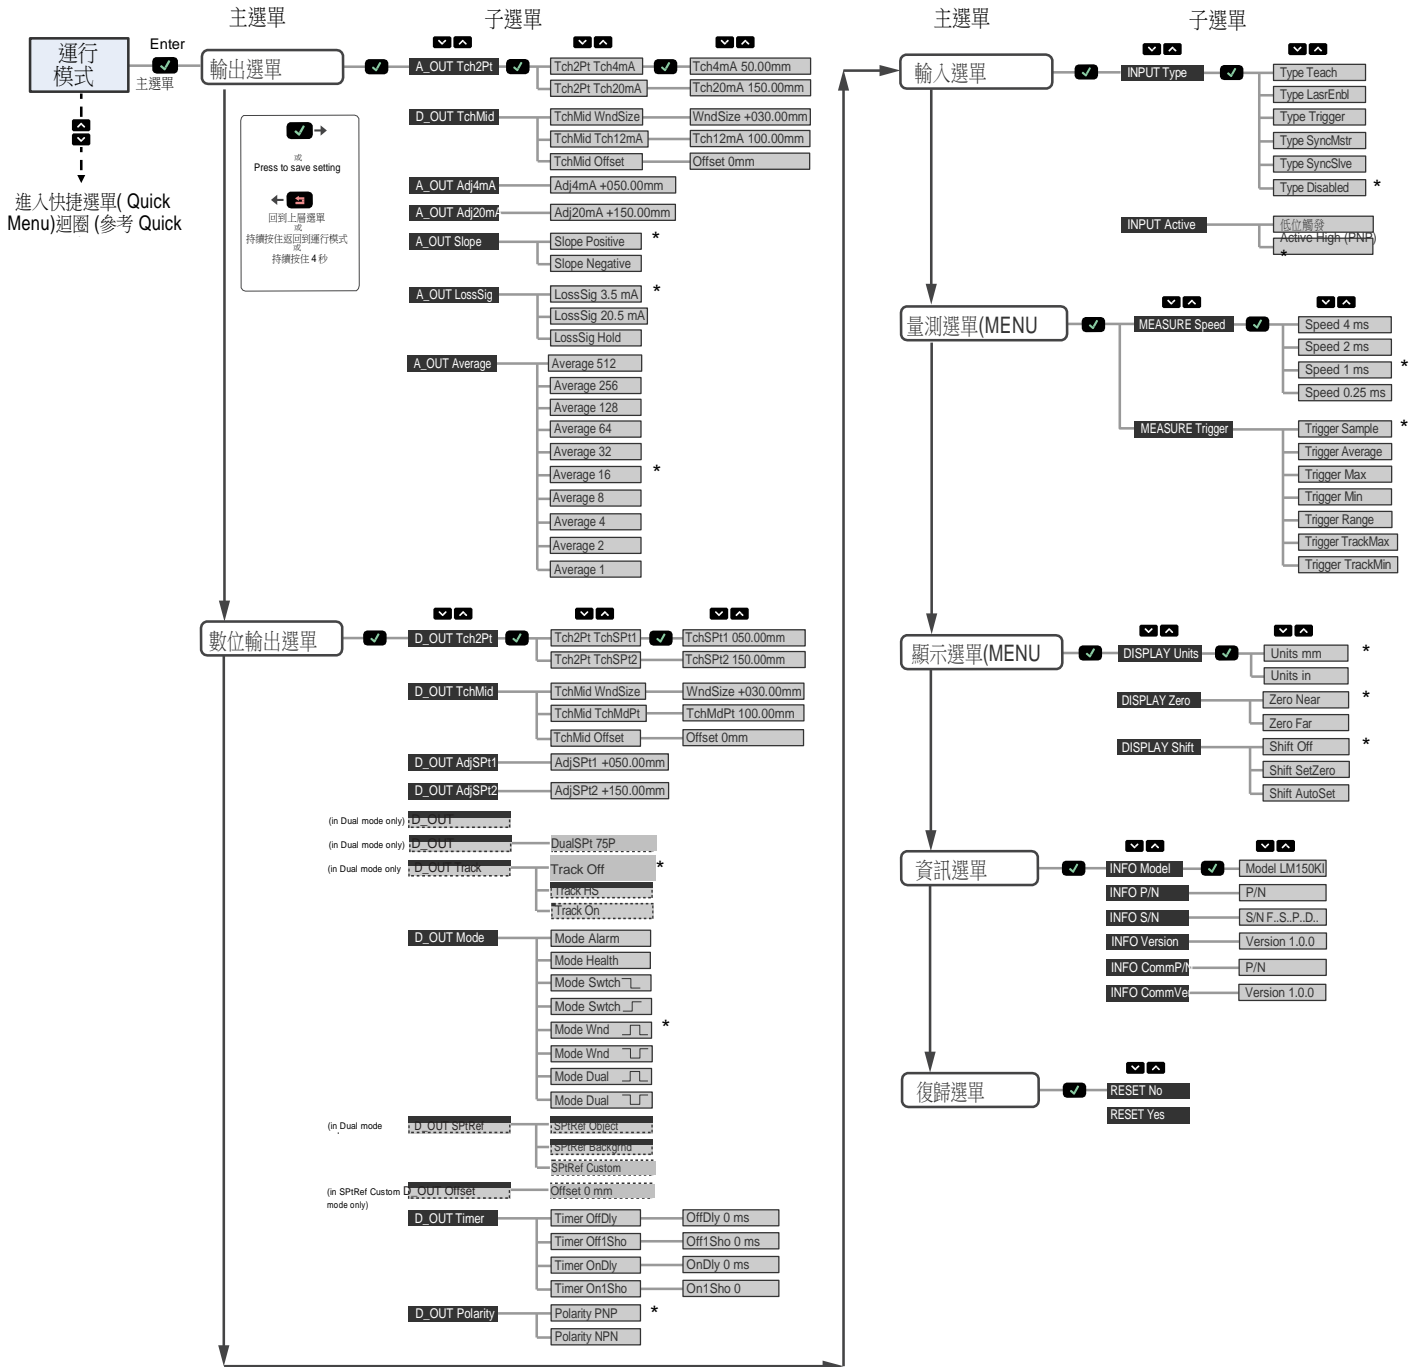 主選單
子選單
運行
模式
Enter
主選單
進入快捷選單( Quick
Menu)迴圈 (參考 Quick
輸出選單
或
Press to save setting
回到上層選單
或
持續按住返回到運行模式
或
持續按住 4 秒
A_OUT Tch2Pt
Tch2Pt Tch4mA
Tch4mA 50.00mm
Tch2Pt Tch20mA
Tch20mA 150.00mm
D_OUT TchMid
TchMid WndSize
WndSize +030.00mm
TchMid Tch12mA
Tch12mA 100.00mm
TchMid Offset
Offset 0mm
A_OUT Adj4mA
Adj4mA +050.00mm
A_OUT Adj20mA
Adj20mA +150.00mm
A_OUT Slope
Slope Positive *
Slope Negative
A_OUT LossSig
LossSig 3.5 mA *
LossSig 20.5 mA
LossSig Hold
A_OUT Average
Average 512
Average 256
Average 128
Average 64
Average 32
Average 16 *
Average 8
Average 4
Average 2
Average 1
數位輸出選單
D_OUT Tch2Pt
Tch2Pt TchSPt1
TchSPt1 050.00mm
Tch2Pt TchSPt2
TchSPt2 150.00mm
D_OUT TchMid
TchMid WndSize
WndSize +030.00mm
TchMid TchMdPt
TchMdPt 100.00mm
TchMid Offset
Offset 0mm
D_OUT AdjSPt1
AdjSPt1 +050.00mm
D_OUT AdjSPt2
AdjSPt2 +150.00mm
(in Dual mode only)
D_OUT
(in Dual mode only)
D_OUT
DualSPt 75P
(in Dual mode only
D_OUT Track
Track Off *
Track HS
Track On
D_OUT Mode
Mode Alarm
Mode Health
Mode Swtch
Mode Swtch
Mode Wnd *
Mode Wnd
Mode Dual
Mode Dual
(in Dual mode
D_OUT SPtRef
SPtRef Object
SPtRef Backgrnd
SPtRef Custom
(in SPtRef Custom
mode only)
D_OUT Offset
Offset 0 mm
D_OUT Timer
Timer OffDly
OffDly 0 ms
Timer Off1Sho
Off1Sho 0 ms
Timer OnDly
OnDly 0 ms
Timer On1Sho
On1Sho 0
D_OUT Polarity
Polarity PNP *
Polarity NPN
主選單
子選單
輸入選單
INPUT Type
Type Teach
Type LasrEnbl
Type Trigger
Type SyncMstr
Type SyncSlve
Type Disabled *
INPUT Active
低位觸發
Active High (PNP)
*
量測選單(MENU
MEASURE Speed
Speed 4 ms
Speed 2 ms
Speed 1 ms *
Speed 0.25 ms
MEASURE Trigger
Trigger Sample *
Trigger Average
Trigger Max
Trigger Min
Trigger Range
Trigger TrackMax
Trigger TrackMin
顯示選單(MENU
DISPLAY Units
Units mm *
Units in
DISPLAY Zero
Zero Near *
Zero Far
DISPLAY Shift
Shift Off *
Shift SetZero
Shift AutoSet
資訊選單
INFO Model
Model LM150KI
INFO P/N
P/N
INFO S/N
S/N F..S..P..D..
INFO Version
Version 1.0.0
INFO CommP/N
P/N
INFO CommVe
Version 1.0.0
復歸選單
RESET No
RESET Yes